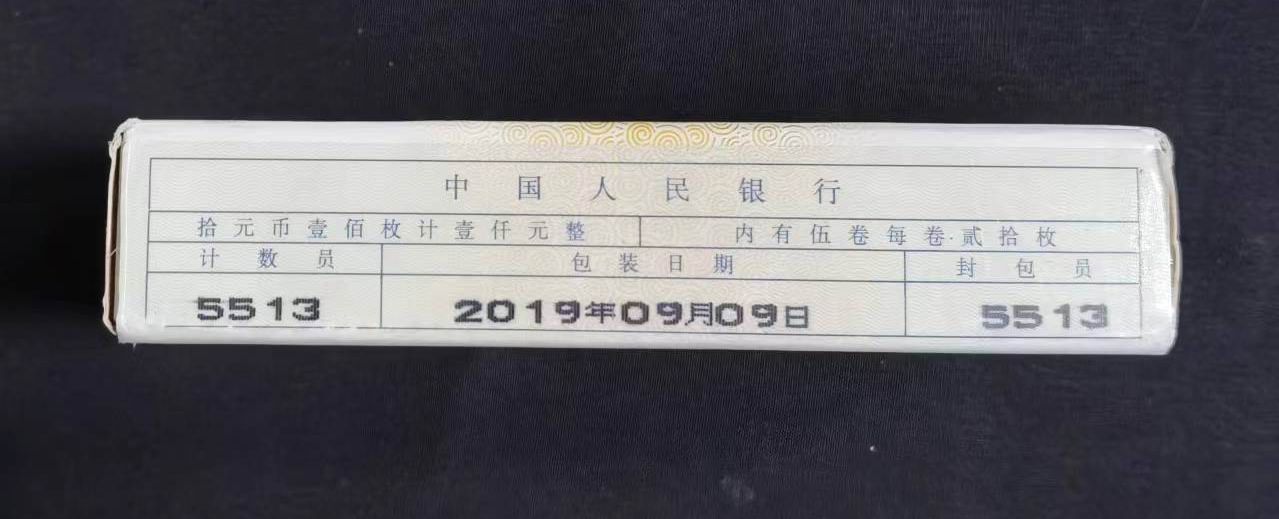 中国人民银行
拾元币壹佰枚计壹仟元整 内有伍卷每卷贰拾枚
计数员 包装日期 封包员
5513 2019年09月09日 5513